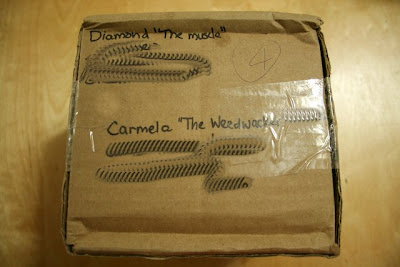 Diamond "The muscle"
4
Carmela "The Weedwacker"